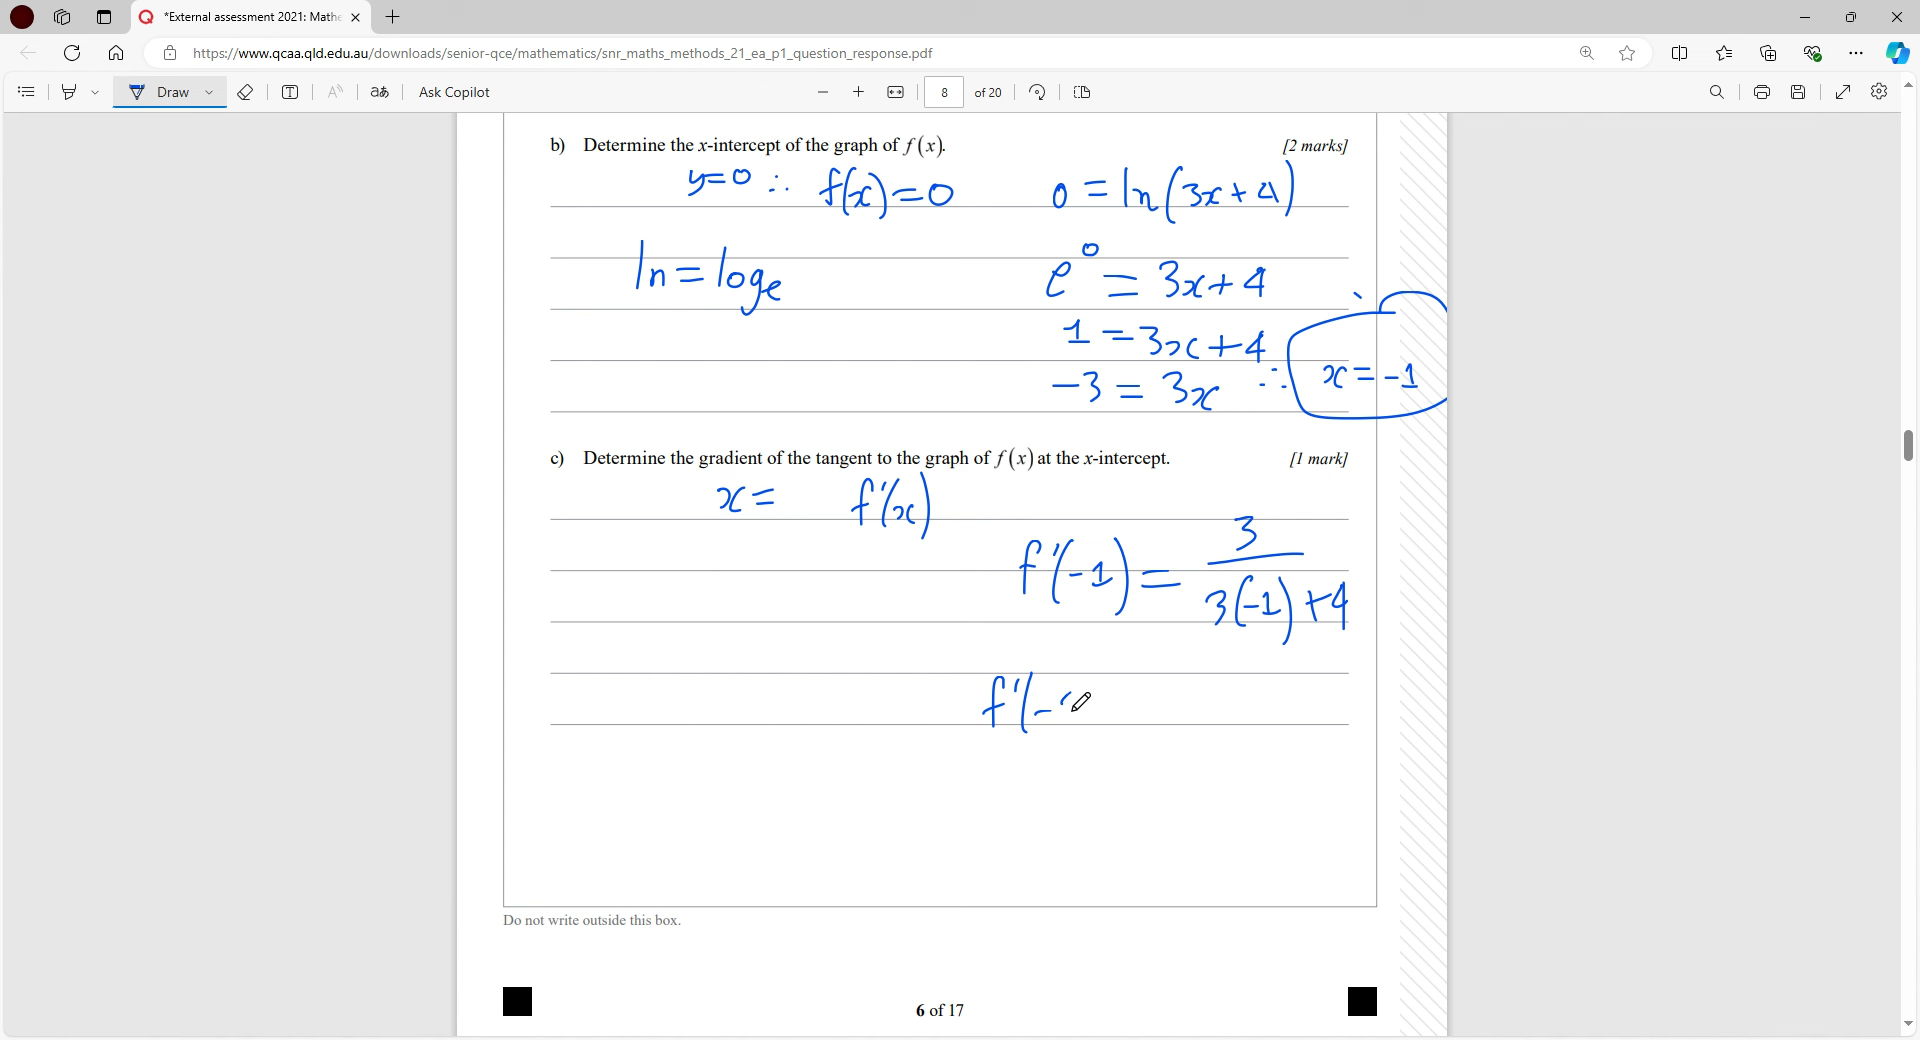 *External assessment 2021: Mathe
https://www.qcaa.qld.edu.au/downloads/senior-qce/mathematics/snr_maths_methods_21_ea_p1_question_response.pdf
Draw
aあ
Ask Copilot
8 of 20
b) Determine the x-intercept of the graph of f(x). [2 marks]
y=0 ∴ f(x)=0 0 = ln(3x+4)
ln = logₑ e⁰ = 3x+4
1 = 3x+4
-3 = 3x ∴ x = -1
c) Determine the gradient of the tangent to the graph of f(x) at the x-intercept. [1 mark]
x = f'(x)
f'(-1) = 3/(3(-1)+4)
f'(-
Do not write outside this box.
6 of 17